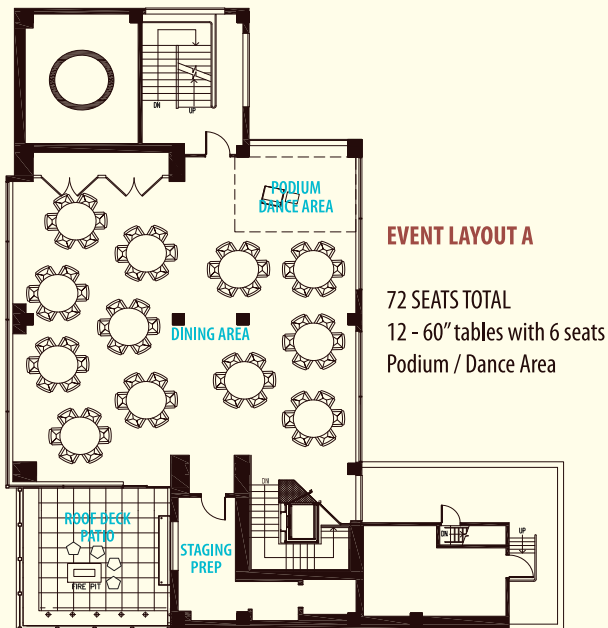 DN
UP
PODIUM
DANCE AREA
EVENT LAYOUT A
72 SEATS TOTAL
12 - 60” tables with 6 seats
Podium / Dance Area
DINING AREA
DN
ROOF DECK
PATIO
STAGING
PREP
FIRE PIT
DN
UP